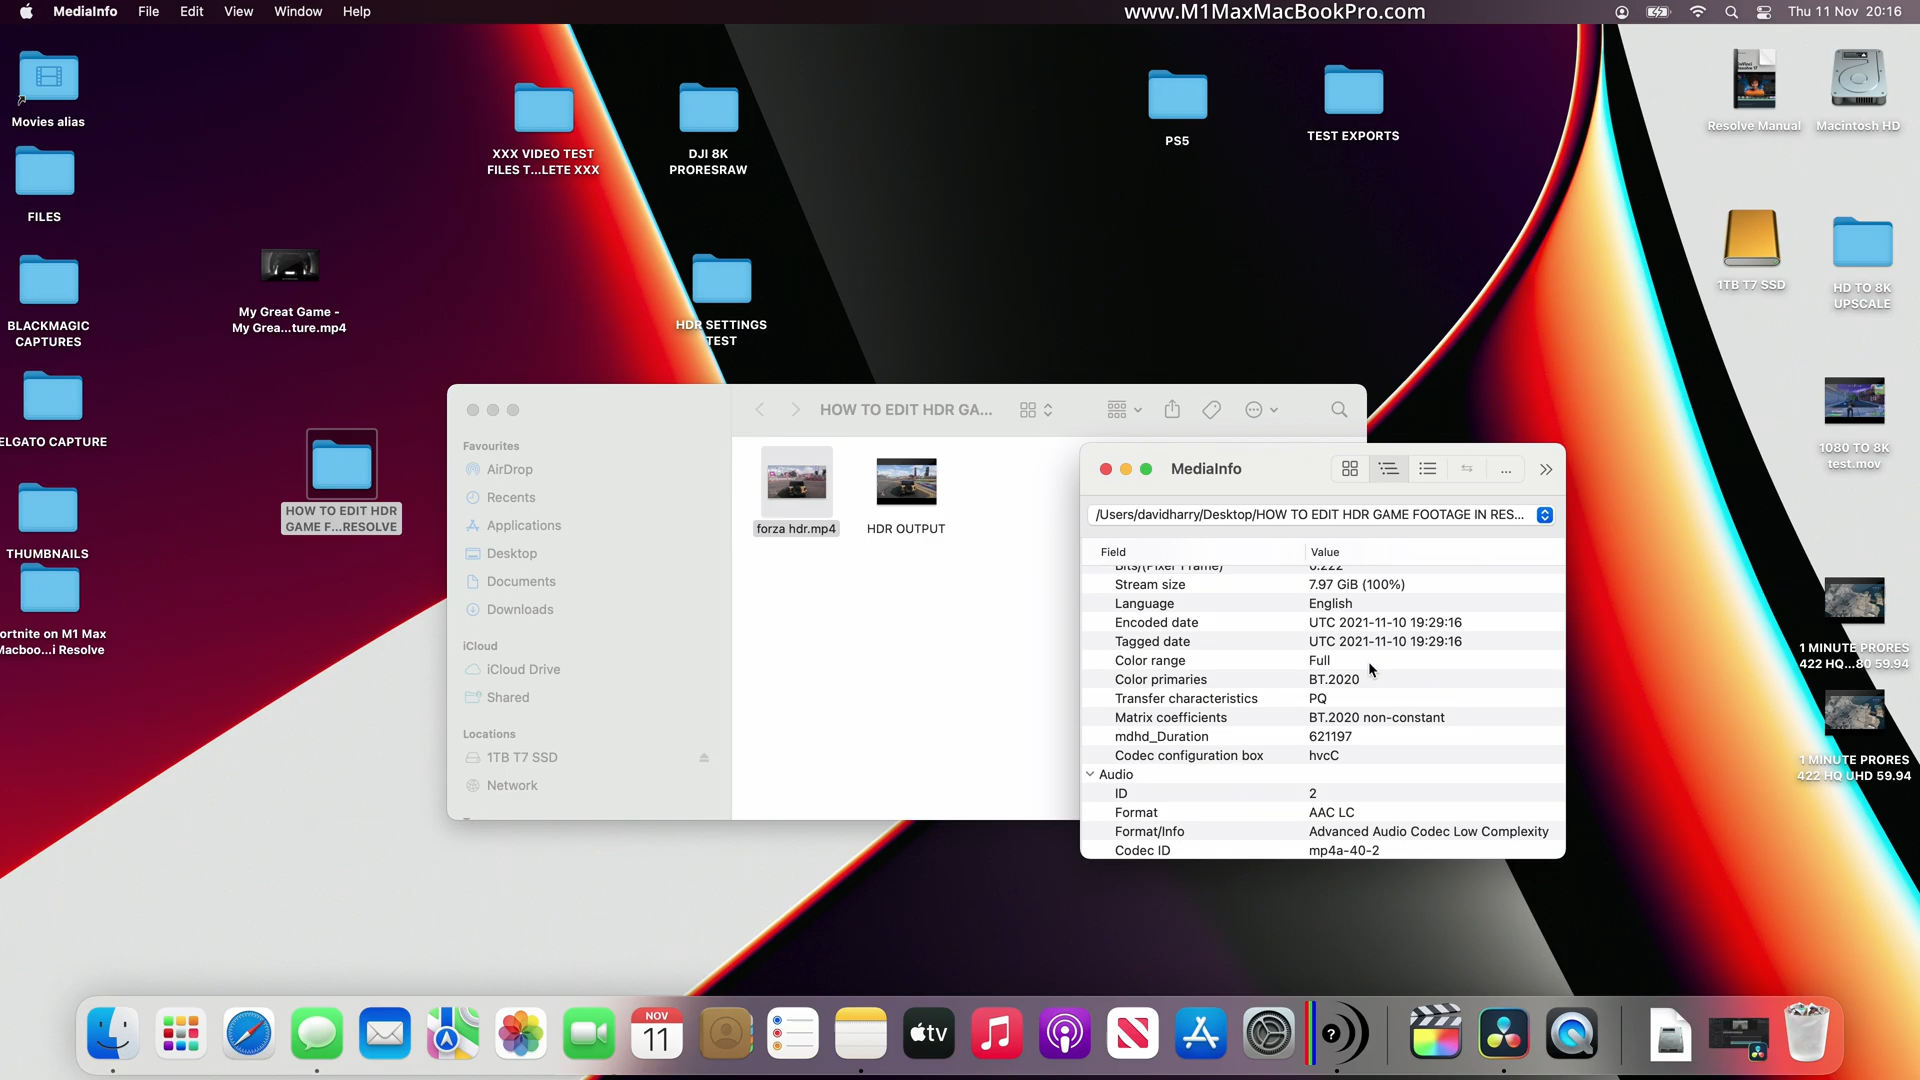 MediaInfo File Edit View Window Help
www.M1MaxMacBookPro.com
Thu 11 Nov 20:16
Movies alias
FILES
BLACKMAGIC
CAPTURES
ELGATO CAPTURE
THUMBNAILS
ortnite on M1 Max
Macboo...i Resolve
My Great Game -
My Grea...ture.mp4
HOW TO EDIT HDR
GAME F...RESOLVE
XXX VIDEO TEST
FILES T...LETE XXX
DJI 8K
PRORESRAW
HDR SETTINGS
TEST
PS5
TEST EXPORTS
Resolve Manual
Macintosh HD
1TB T7 SSD
HD TO 8K
UPSCALE
1080 TO 8K
test.mov
1 MINUTE PRORES
422 HQ...80 59.94
1 MINUTE PRORES
422 HQ UHD 59.94
HOW TO EDIT HDR GA...
Favourites
AirDrop
Recents
Applications
Desktop
Documents
Downloads
iCloud
iCloud Drive
Shared
Locations
1TB T7 SSD
Network
forza hdr.mp4
HDR OUTPUT
MediaInfo
/Users/davidharry/Desktop/HOW TO EDIT HDR GAME FOOTAGE IN RES...
Field Value
Bits/(Pixel*Frame) 0.222
Stream size 7.97 GiB (100%)
Language English
Encoded date UTC 2021-11-10 19:29:16
Tagged date UTC 2021-11-10 19:29:16
Color range Full
Color primaries BT.2020
Transfer characteristics PQ
Matrix coefficients BT.2020 non-constant
mdhd_Duration 621197
Codec configuration box hvcC
Audio
ID 2
Format AAC LC
Format/Info Advanced Audio Codec Low Complexity
Codec ID mp4a-40-2
NOV
11
tv